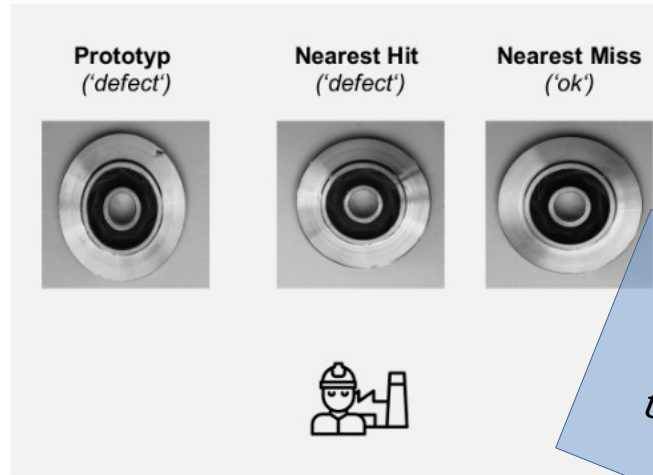 Prototyp
('defect')
Nearest Hit
('defect')
Nearest Miss
('ok')